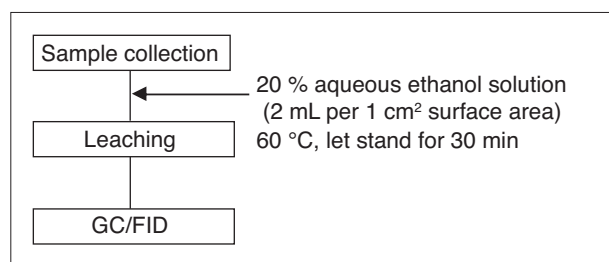 Sample collection
20 % aqueous ethanol solution
(2 mL per 1 cm² surface area)
Leaching
60 °C, let stand for 30 min
GC/FID